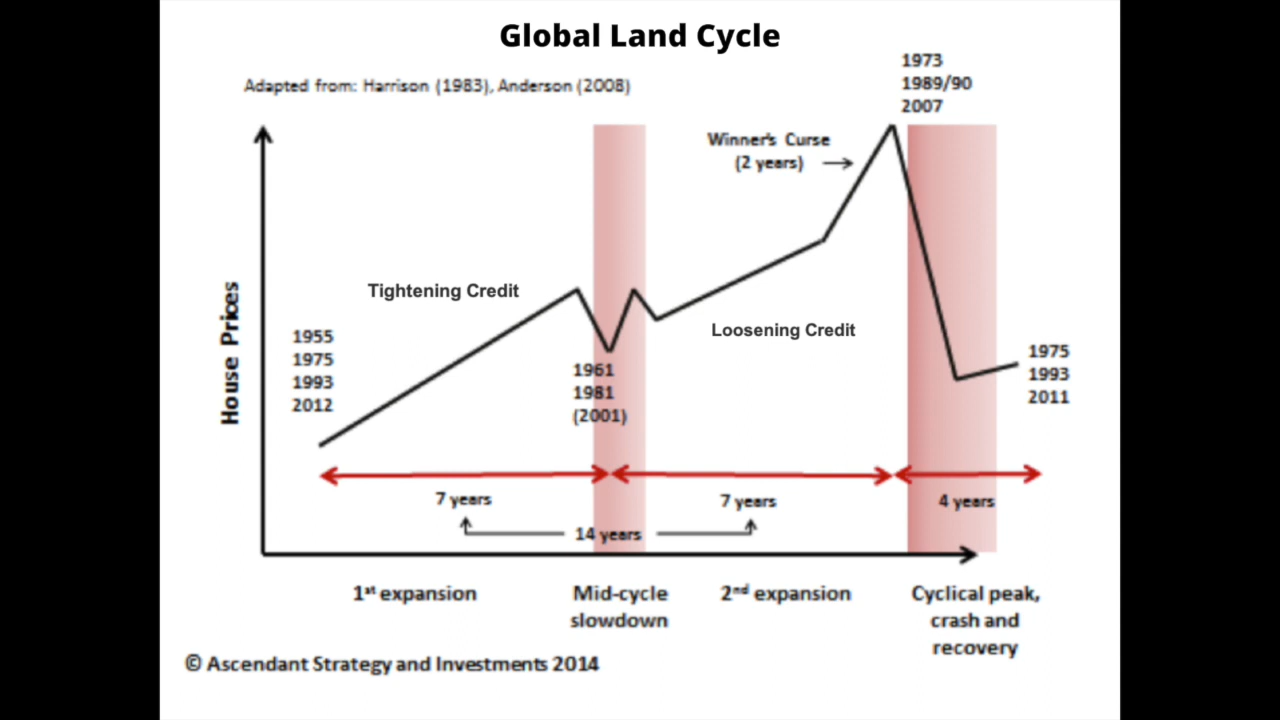 Global Land Cycle
Adapted from: Harrison (1983), Anderson (2008)
1973
1989/90
2007
Winner's Curse
(2 years)
House Prices
Tightening Credit
Loosening Credit
1955
1975
1993
2012
1961
1981
(2001)
1975
1993
2011
7 years
7 years
4 years
14 years
1st expansion
Mid-cycle
slowdown
2nd expansion
Cyclical peak,
crash and
recovery
© Ascendant Strategy and Investments 2014